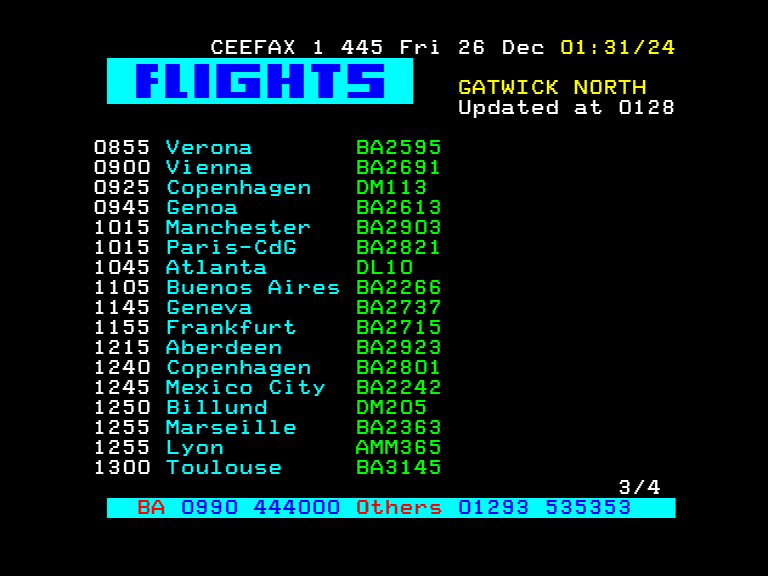 CEEFAX 1 445 Fri 26 Dec 01:31/24
FLIGHTS
GATWICK NORTH
Updated at 0128
0855 Verona BA2595
0900 Vienna BA2691
0925 Copenhagen DM113
0945 Genoa BA2613
1015 Manchester BA2903
1015 Paris-CdG BA2821
1045 Atlanta DL10
1105 Buenos Aires BA2266
1145 Geneva BA2737
1155 Frankfurt BA2715
1215 Aberdeen BA2923
1240 Copenhagen BA2801
1245 Mexico City BA2242
1250 Billund DM205
1255 Marseille BA2363
1255 Lyon AMM365
1300 Toulouse BA3145
3/4
BA 0990 444000 Others 01293 535353